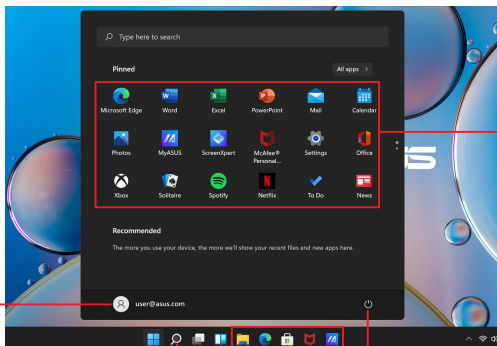 Type here to search
Pinned
All apps >
Microsoft Edge
Word
Excel
PowerPoint
Mail
Calendar
Photos
MyASUS
ScreenXpert
McAfee®
Personal...
Settings
Office
Xbox
Solitaire
Spotify
Netflix
To Do
News
Recommended
The more you use your device, the more we'll show your recent files and new apps here.
user@asus.com